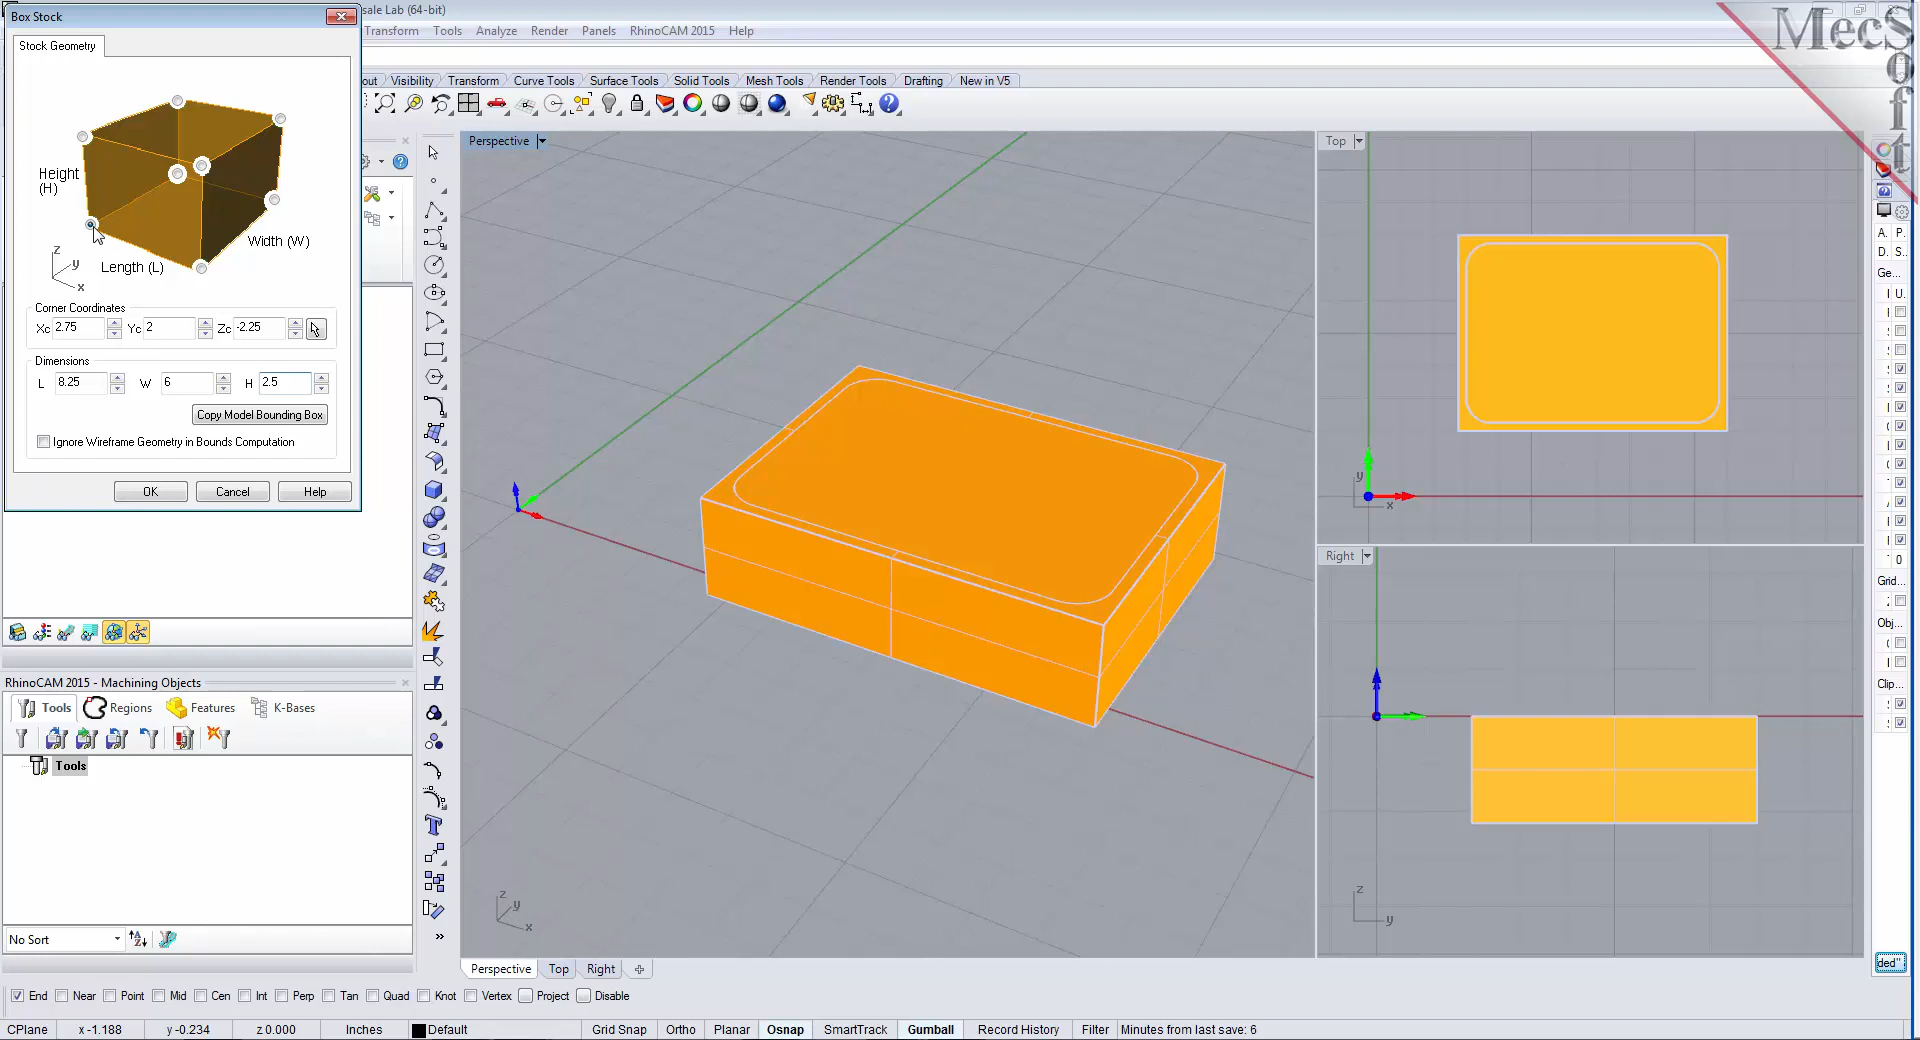 Box Stock
Stock Geometry
Height
(H)
Width (W)
Length (L)
z
y
x
Corner Coordinates
Xc 2.75 Yc 2 Zc -2.25
Dimensions
L 8.25 W 6 H 2.5
Copy Model Bounding Box
Ignore Wireframe Geometry in Bounds Computation
OK Cancel Help
sale Lab (64-bit)
Transform Tools Analyze Render Panels RhinoCAM 2015 Help
out Visibility Transform Curve Tools Surface Tools Solid Tools Mesh Tools Render Tools Drafting New in V5
MecSoft
Perspective
Top
y
x
Right
z
y
z
y
x
A. P.
D. S.
Ge...
U.
0
Grid...
Obj...
Clip...
ded"
RhinoCAM 2015 - Machining Objects
Tools Regions Features K-Bases
Tools
No Sort
Perspective Top Right
End Near Point Mid Cen Int Perp Tan Quad Knot Vertex Project Disable
CPlane x -1.188 y -0.234 z 0.000 Inches Default Grid Snap Ortho Planar Osnap SmartTrack Gumball Record History Filter Minutes from last save: 6